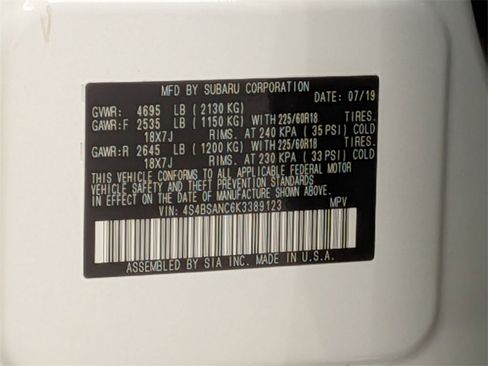 MFD BY SUBARU CORPORATION
DATE: 07/19
GVWR: 4695 LB (2130 KG)
GAWR:F 2535 LB (1150 KG) WITH 225/60R18 TIRES.
18X7J RIMS. AT 240 KPA (35 PSI) COLD
GAWR:R 2645 LB (1200 KG) WITH 225/60R18 TIRES.
18X7J RIMS. AT 230 KPA (33 PSI) COLD
THIS VEHICLE CONFORMS TO ALL APPLICABLE FEDERAL MOTOR
VEHICLE SAFETY AND THEFT PREVENTION STANDARDS
IN EFFECT ON THE DATE OF MANUFACTURE SHOWN ABOVE.
VIN: 4S4BSANC6K3389123 MPV
ASSEMBLED BY SIA INC. MADE IN U.S.A.